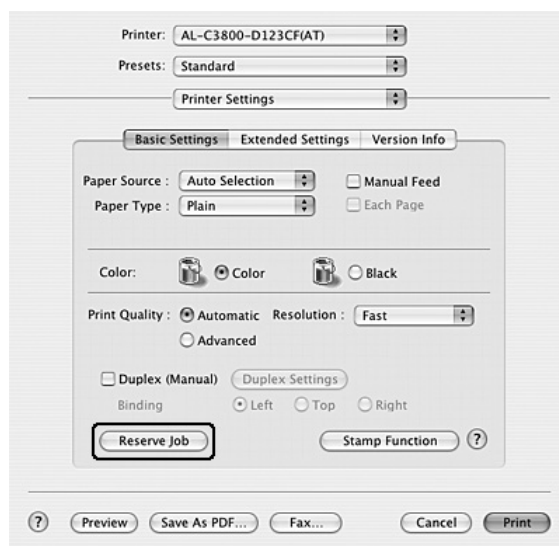 Printer: AL-C3800-D123CF(AT)
Presets: Standard
Printer Settings
Basic Settings Extended Settings Version Info
Paper Source : Auto Selection Manual Feed
Paper Type : Plain Each Page
Color: Color Black
Print Quality : Automatic Resolution : Fast
Advanced
Duplex (Manual) Duplex Settings
Binding Left Top Right
Reserve Job Stamp Function ?
? Preview Save As PDF... Fax... Cancel Print